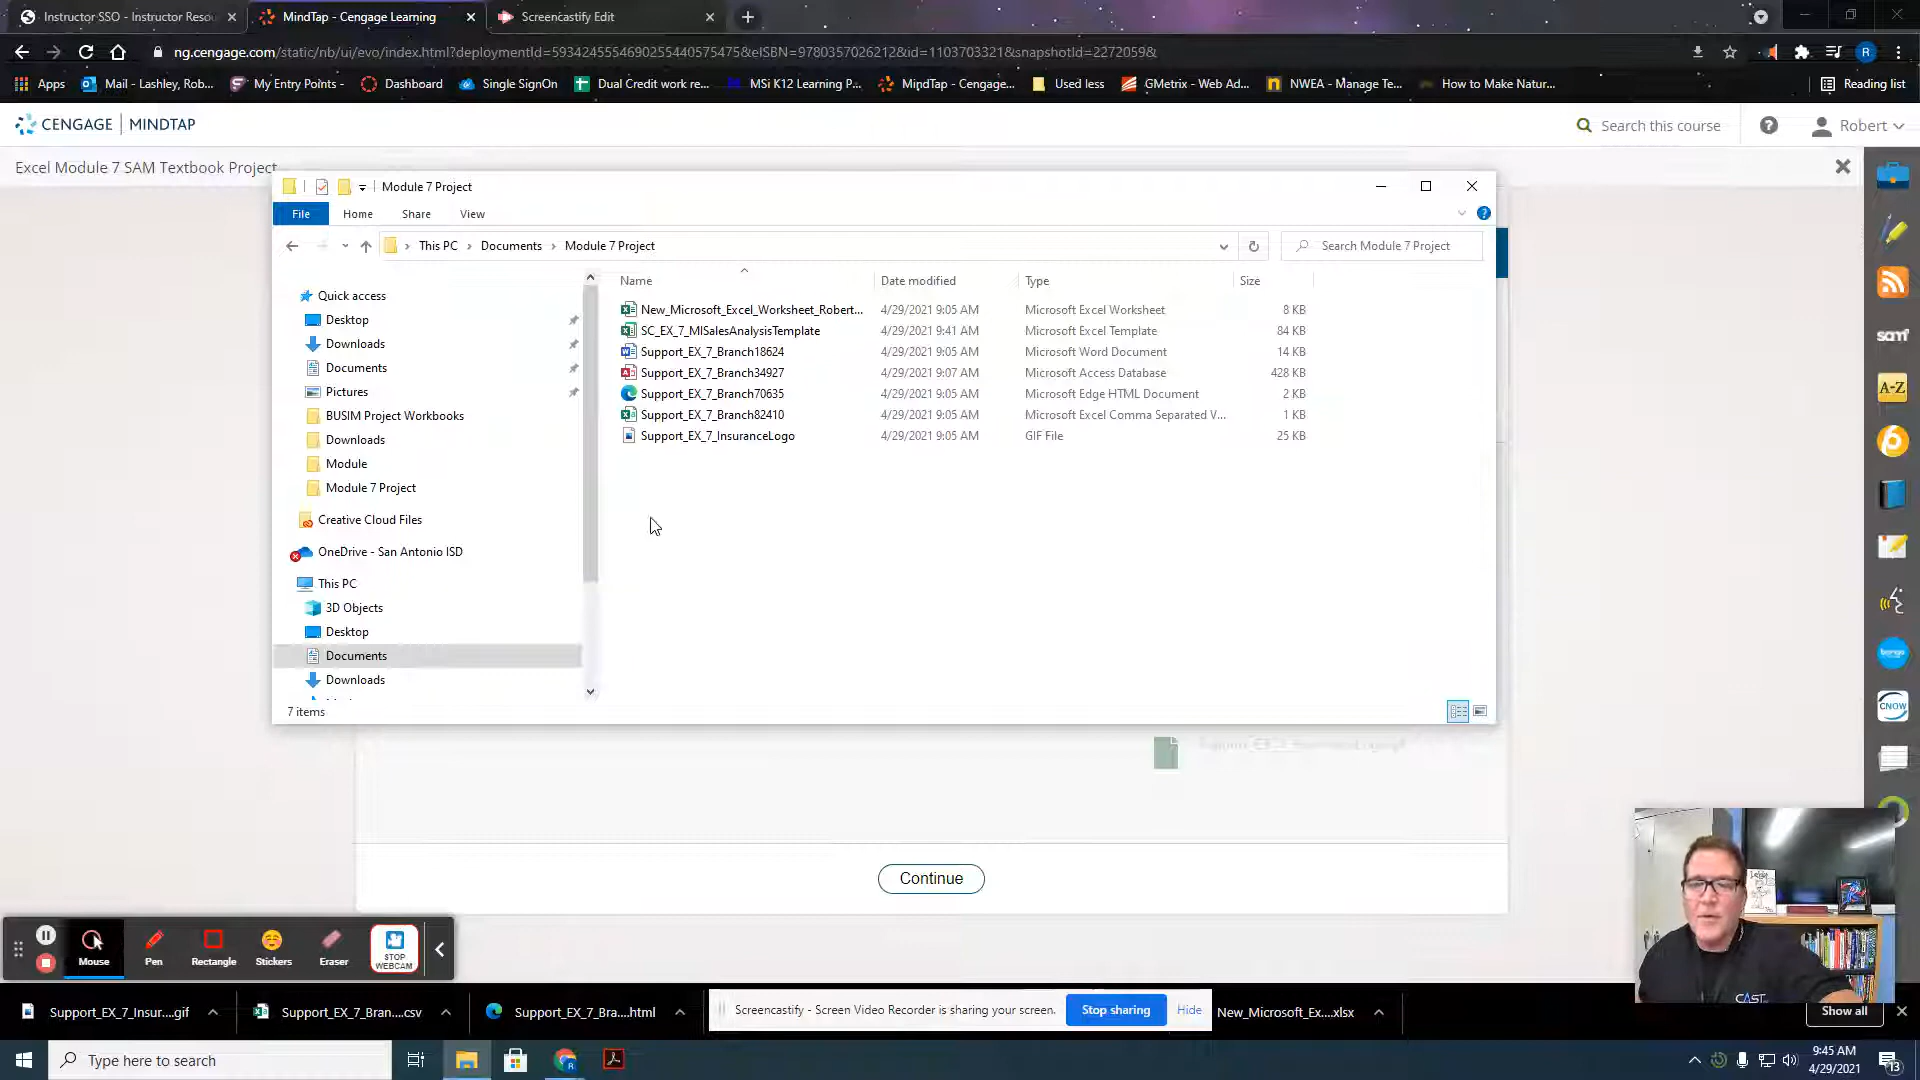 Instructor SSO - Instructor Resou
MindTap - Cengage Learning
Screencastify Edit
ng.cengage.com/static/nb/ui/evo/index.html?deploymentId=5934245554690255440575475&eISBN=9780357026212&id=1103703321&snapshotId=2272059&
Apps
Mail - Lashley, Rob...
My Entry Points -
Dashboard
Single SignOn
Dual Credit work re...
MSi K12 Learning P...
MindTap - Cengage...
Used less
GMetrix - Web Ad...
NWEA - Manage Te...
How to Make Natur...
Reading list
CENGAGE | MINDTAP
Search this course
Robert
Excel Module 7 SAM Textbook Project
Module 7 Project
File
Home
Share
View
This PC > Documents > Module 7 Project
Search Module 7 Project
Name
Date modified
Type
Size
New_Microsoft_Excel_Worksheet_Robert... 4/29/2021 9:05 AM Microsoft Excel Worksheet 8 KB
SC_EX_7_MISalesAnalysisTemplate 4/29/2021 9:41 AM Microsoft Excel Template 84 KB
Support_EX_7_Branch18624 4/29/2021 9:05 AM Microsoft Word Document 14 KB
Support_EX_7_Branch34927 4/29/2021 9:07 AM Microsoft Access Database 428 KB
Support_EX_7_Branch70635 4/29/2021 9:05 AM Microsoft Edge HTML Document 2 KB
Support_EX_7_Branch82410 4/29/2021 9:05 AM Microsoft Excel Comma Separated V... 1 KB
Support_EX_7_InsuranceLogo 4/29/2021 9:05 AM GIF File 25 KB
Quick access
Desktop
Downloads
Documents
Pictures
BUSIM Project Workbooks
Downloads
Module
Module 7 Project
Creative Cloud Files
OneDrive - San Antonio ISD
This PC
3D Objects
Desktop
Documents
Downloads
7 items
sam
A-Z
bongo
CNOW
Continue
CAST
Mouse
Pen
Rectangle
Stickers
Eraser
STOP
WEBCAM
Support_EX_7_Insur....gif
Support_EX_7_Bran....csv
Support_EX_7_Bra....html
Screencastify - Screen Video Recorder is sharing your screen.
Stop sharing
Hide
New_Microsoft_Ex....xlsx
Show all
Type here to search
9:45 AM
4/29/2021
13